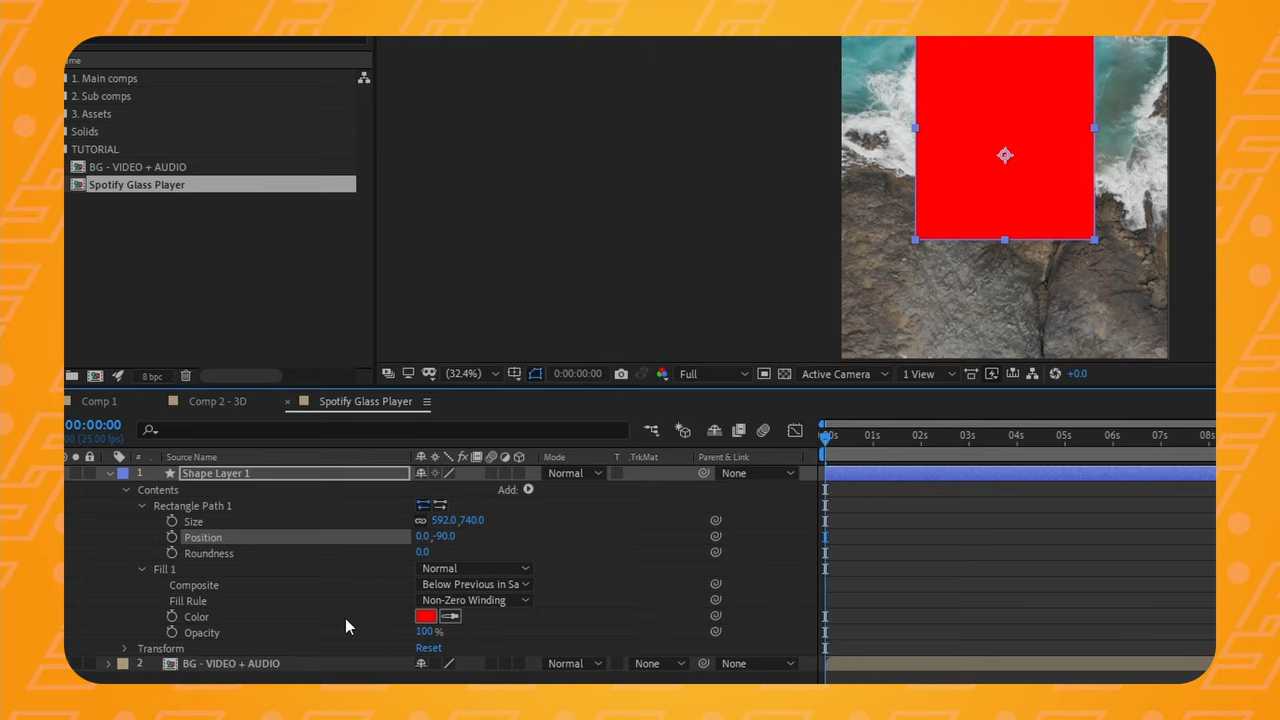 ame
1. Main comps
2. Sub comps
3. Assets
Solids
TUTORIAL
BG - VIDEO + AUDIO
Spotify Glass Player
8 bpc
(32.4%)
0:00:00:00
Full
Active Camera
1 View
+0.0
Comp 1
Comp 2 - 3D
× Spotify Glass Player
00:00:00
00 (25.00 fps)
:00s 01s 02s 03s 04s 05s 06s 07s 08s
# Source Name fx Mode T .TrkMat Parent & Link
1 Shape Layer 1 Normal None
Contents Add:
Rectangle Path 1
Size 592.0,740.0
Position 0.0,-90.0
Roundness 0.0
Fill 1 Normal
Composite Below Previous in Sa
Fill Rule Non-Zero Winding
Color
Opacity 100 %
Transform Reset
2 BG - VIDEO + AUDIO Normal None None